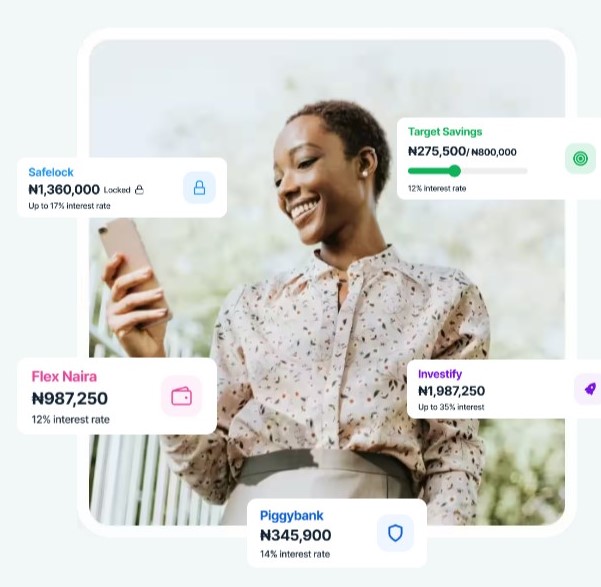 Target Savings
₦275,500/₦800,000
12% interest rate
Safelock
₦1,360,000 Locked
Up to 17% interest rate
Flex Naira
₦987,250
12% interest rate
Investify
₦1,987,250
Up to 35% interest
Piggybank
₦345,900
14% interest rate